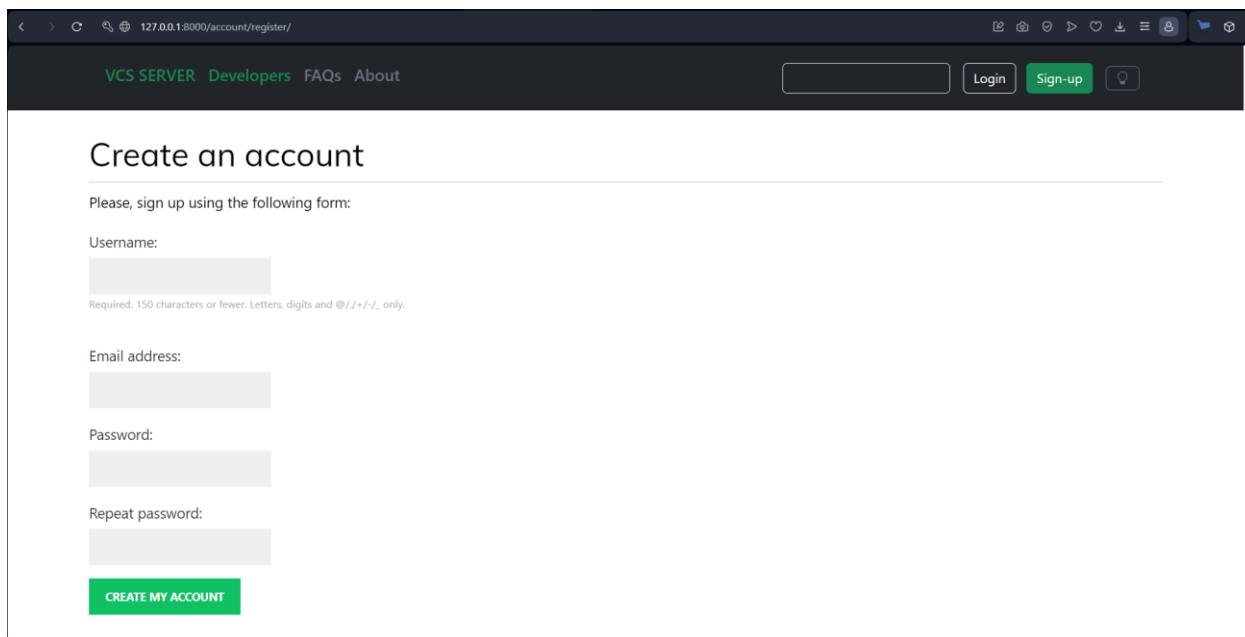 127.0.0.1:8000/account/register/
VCS SERVER Developers FAQs About Login Sign-up
Create an account
Please, sign up using the following form:
Username:
Required. 150 characters or fewer. Letters, digits and @/./+/-/_ only.
Email address:
Password:
Repeat password:
CREATE MY ACCOUNT